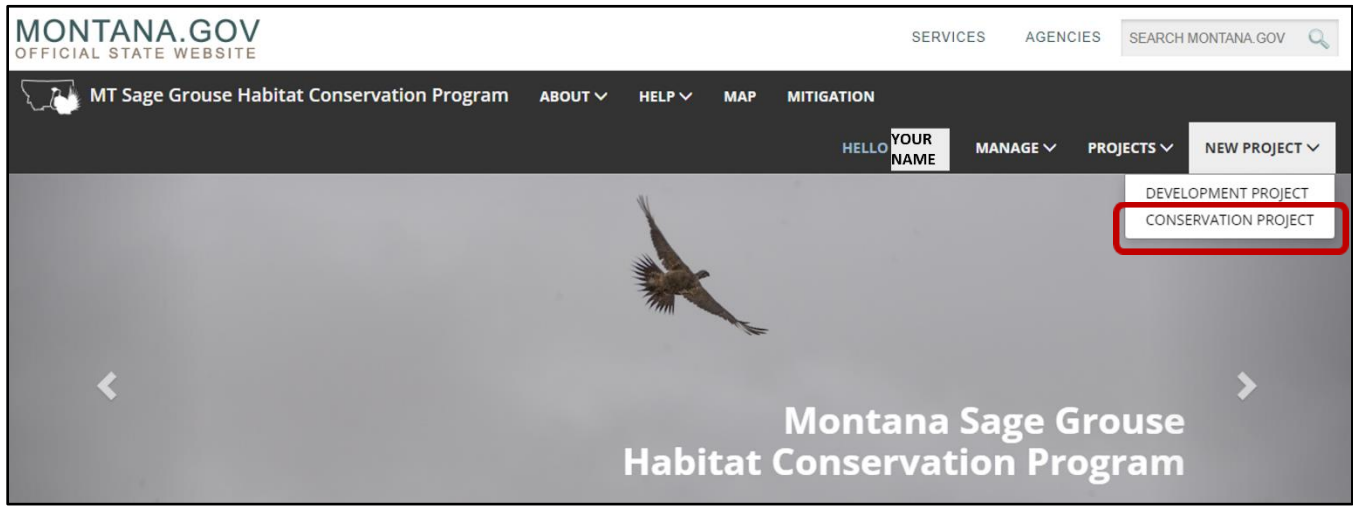 MONTANA.GOV
OFFICIAL STATE WEBSITE
SERVICES AGENCIES SEARCH MONTANA.GOV
MT Sage Grouse Habitat Conservation Program ABOUT HELP MAP MITIGATION
HELLO YOUR NAME MANAGE PROJECTS NEW PROJECT
DEVELOPMENT PROJECT
CONSERVATION PROJECT
Montana Sage Grouse
Habitat Conservation Program